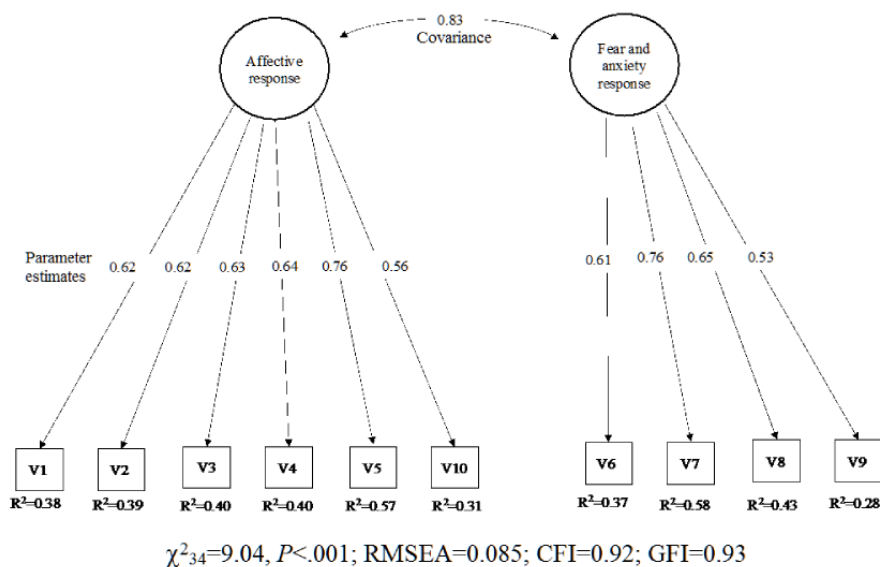 0.83
Covariance
Affective
response
Fear and
anxiety
response
Parameter
estimates
0.62 0.62 0.63 0.64 0.76 0.56 0.61 0.76 0.65 0.53
V1 V2 V3 V4 V5 V10 V6 V7 V8 V9
R²=0.38 R²=0.39 R²=0.40 R²=0.40 R²=0.57 R²=0.31 R²=0.37 R²=0.58 R²=0.43 R²=0.28
χ²₃₄=9.04, P<.001; RMSEA=0.085; CFI=0.92; GFI=0.93